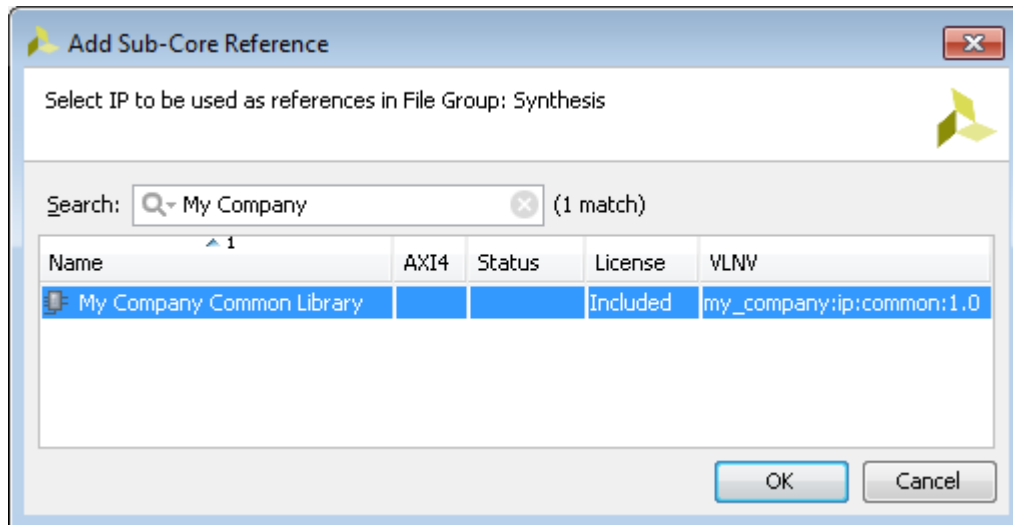 Add Sub-Core Reference
Select IP to be used as references in File Group: Synthesis
Search: My Company (1 match)
1
Name AXI4 Status License VLNV
My Company Common Library Included my_company:ip:common:1.0
OK Cancel